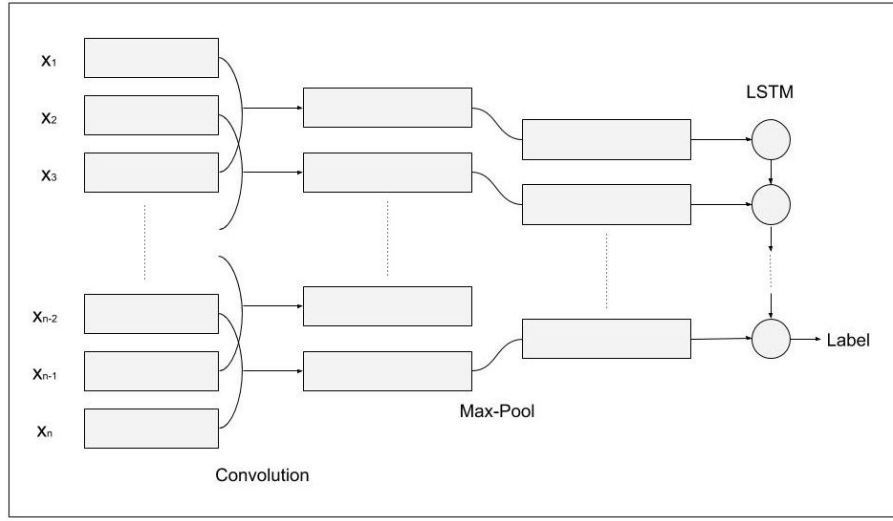 x₁
x₂
x₃
xₙ₋₂
xₙ₋₁
xₙ
Convolution
Max-Pool
LSTM
Label